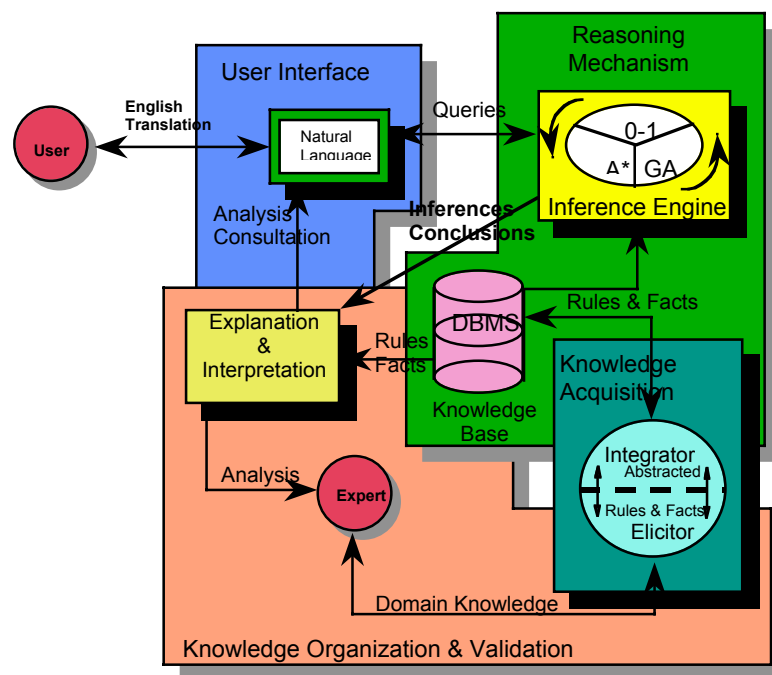 Reasoning
Mechanism
User Interface
English
Translation
Queries
User
Natural
Language
0-1
A*
GA
Inference Engine
Analysis
Consultation
Inferences
Conclusions
Explanation
&
Interpretation
DBMS
Rules & Facts
Rules
Facts
Knowledge
Acquisition
Knowledge
Base
Integrator
Abstracted
Rules & Facts
Elicitor
Analysis
Expert
Domain Knowledge
Knowledge Organization & Validation